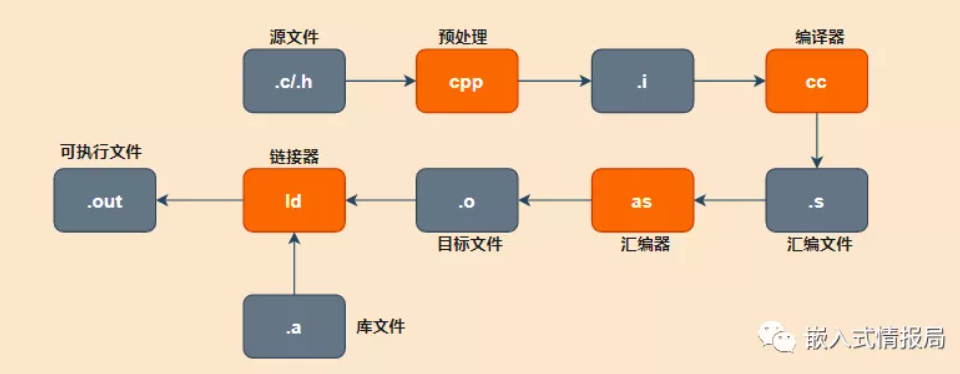 源文件
预处理
编译器
.c/.h
cpp
.i
cc
可执行文件
链接器
.out
ld
.o
as
.s
目标文件
汇编器
汇编文件
.a
库文件
嵌入式情报局